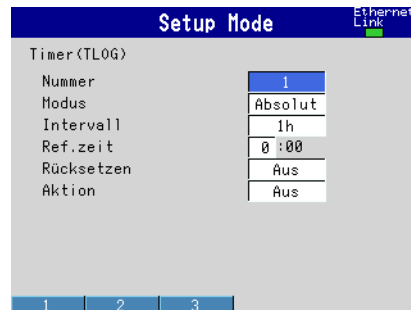 Setup Mode
Ethernet
Link
Timer(TLOG)
Nummer 1
Modus Absolut
Intervall 1h
Ref.zeit 0 :00
Rücksetzen Aus
Aktion Aus
1 2 3